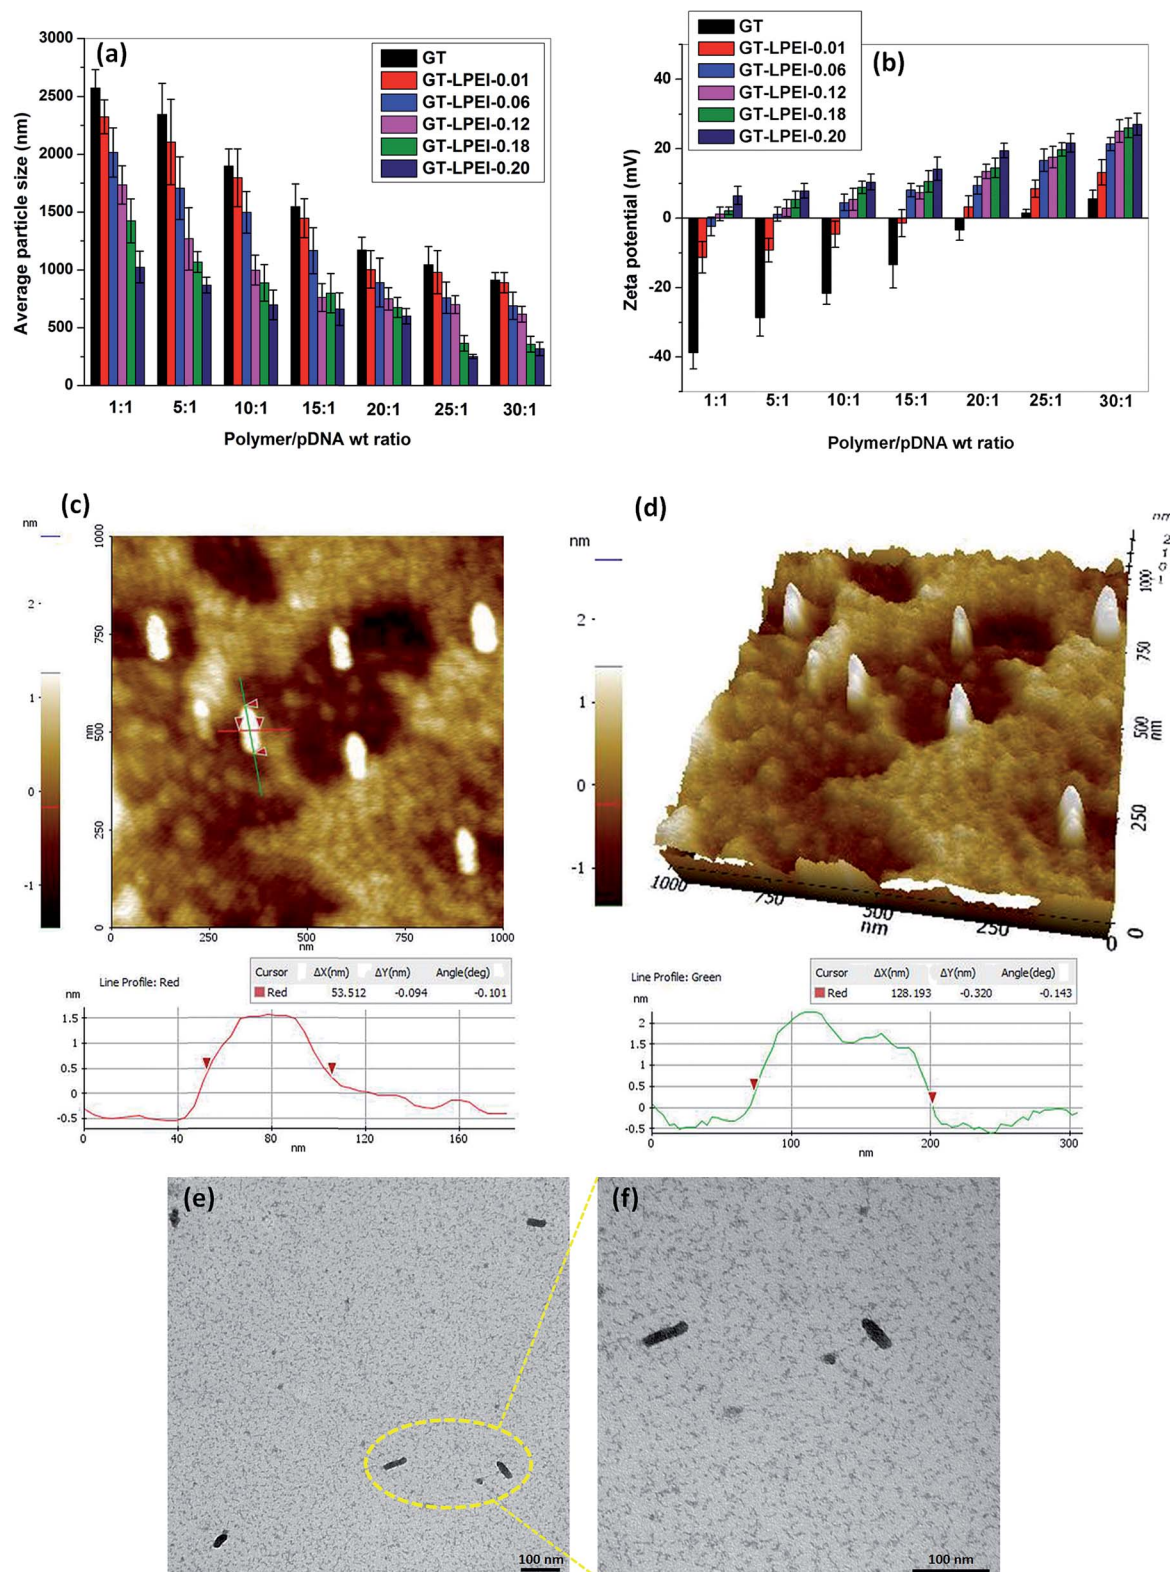 (a)
GT
GT-LPEI-0.01
GT-LPEI-0.06
GT-LPEI-0.12
GT-LPEI-0.18
GT-LPEI-0.20
Average particle size (nm)
3000
2500
2000
1500
1000
500
0
1:1 5:1 10:1 15:1 20:1 25:1 30:1
Polymer/pDNA wt ratio
(b)
GT
GT-LPEI-0.01
GT-LPEI-0.06
GT-LPEI-0.12
GT-LPEI-0.18
GT-LPEI-0.20
Zeta potential (mV)
40
20
0
-20
-40
1:1 5:1 10:1 15:1 20:1 25:1 30:1
Polymer/pDNA wt ratio
(c)
nm
2
1
0
-1
1000
750
500
nm
250
0
0 250 500 750 1000
nm
(d)
nm
2
1
0
-1
nm
2
1
0
-1
1000
750
500
nm
250
0
1000 750 500 250 0
nm
Line Profile: Red
Cursor ΔX(nm) ΔY(nm) Angle(deg)
Red 53.512 -0.094 -0.101
nm
1.5
1
0.5
0
-0.5
0 40 80 120 160
nm
Line Profile: Green
Cursor ΔX(nm) ΔY(nm) Angle(deg)
Red 128.193 -0.320 -0.143
nm
2
1.5
1
0.5
0
-0.5
0 100 200 300
nm
(e)
100 nm
(f)
100 nm